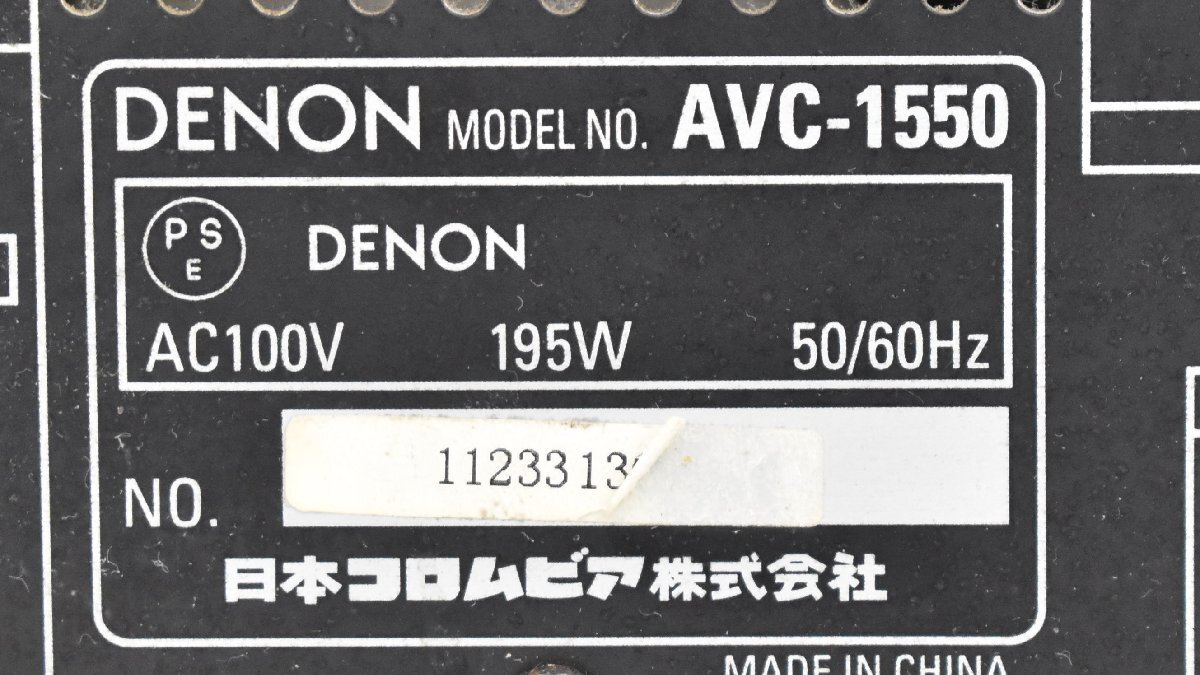 DENON MODEL NO. AVC-1550
PS
E
DENON
AC100V 195W 50/60Hz
NO. 1123313
日本コロムビア株式会社
MADE IN CHINA